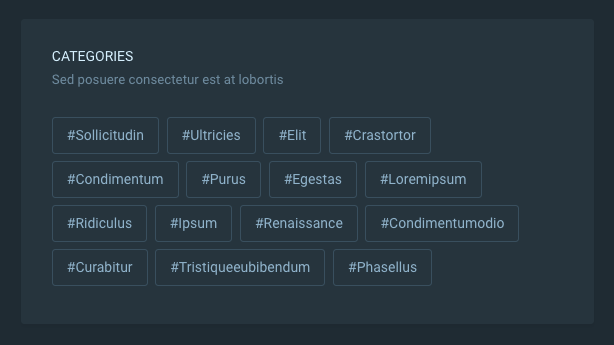 CATEGORIES
Sed posuere consectetur est at lobortis
#Sollicitudin #Ultricies #Elit #Crastortor
#Condimentum #Purus #Egestas #Loremipsum
#Ridiculus #Ipsum #Renaissance #Condimentumodio
#Curabitur #Tristiqueeubibendum #Phasellus